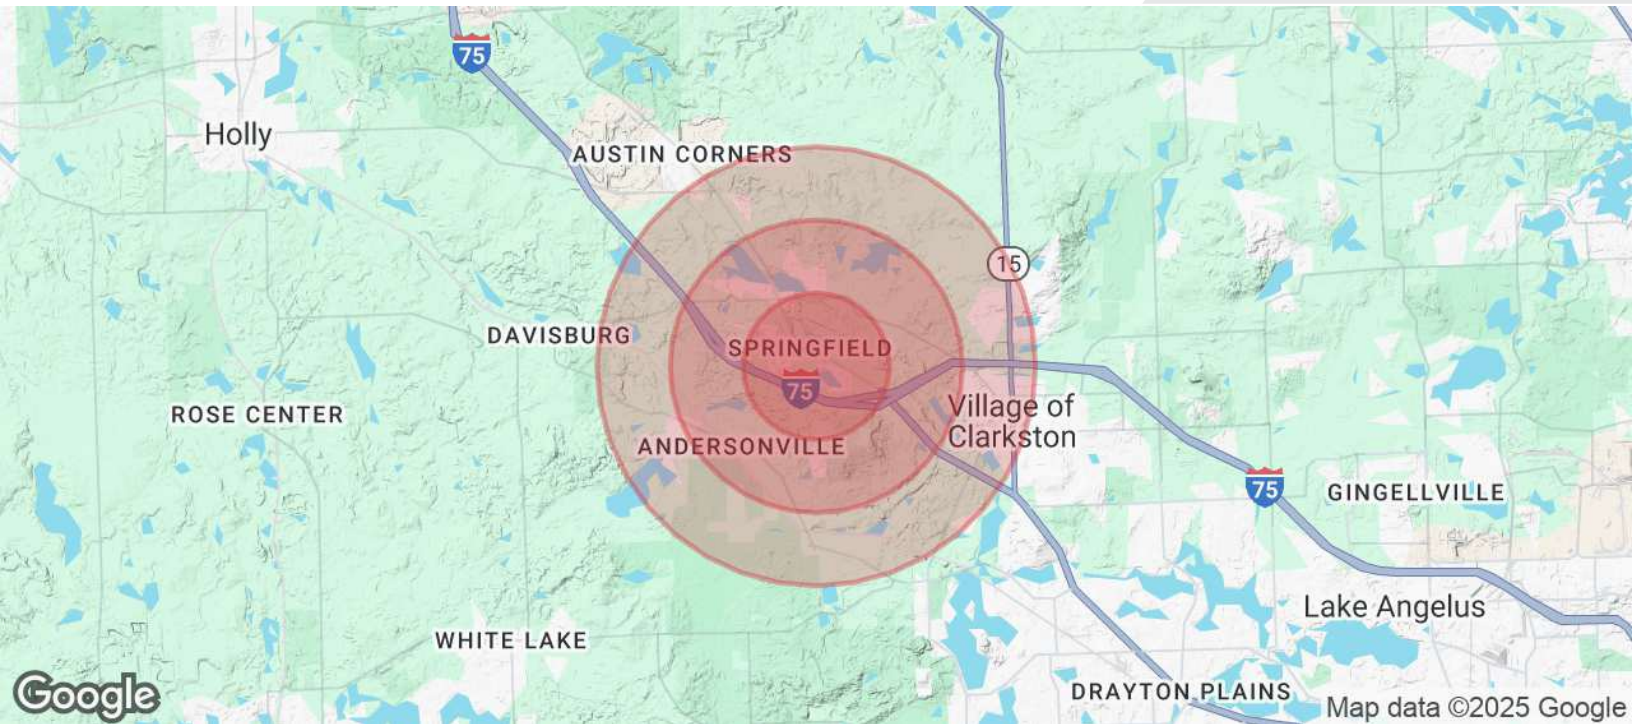 75
Holly
AUSTIN CORNERS
15
DAVISBURG
SPRINGFIELD
75
ROSE CENTER
Village of
Clarkston
ANDERSONVILLE
75
GINGELLVILLE
Lake Angelus
WHITE LAKE
DRAYTON PLAINS
Google
Map data ©2025 Google